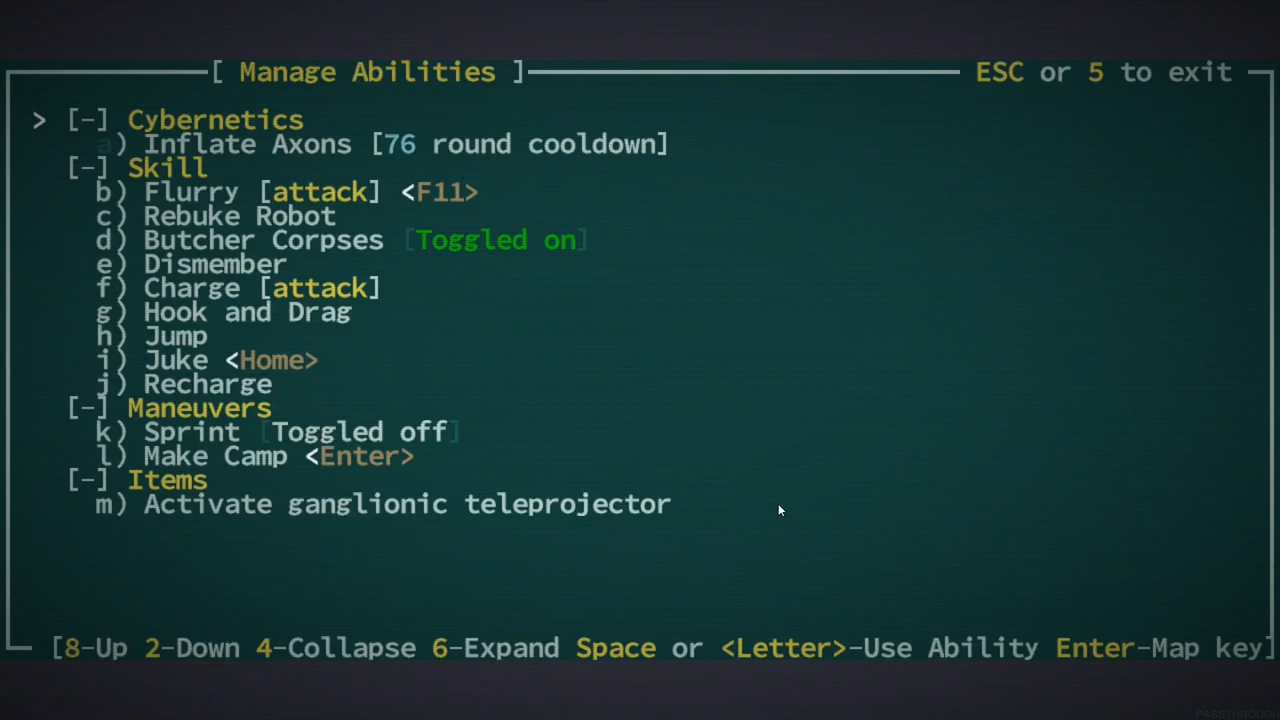 [ Manage Abilities ] ESC or 5 to exit
> [-] Cybernetics
a) Inflate Axons [76 round cooldown]
[-] Skill
b) Flurry [attack] <F11>
c) Rebuke Robot
d) Butcher Corpses [Toggled on]
e) Dismember
f) Charge [attack]
g) Hook and Drag
h) Jump
i) Juke <Home>
j) Recharge
[-] Maneuvers
k) Sprint [Toggled off]
l) Make Camp <Enter>
[-] Items
m) Activate ganglionic teleprojector
[8-Up 2-Down 4-Collapse 6-Expand Space or <Letter>-Use Ability Enter-Map key]